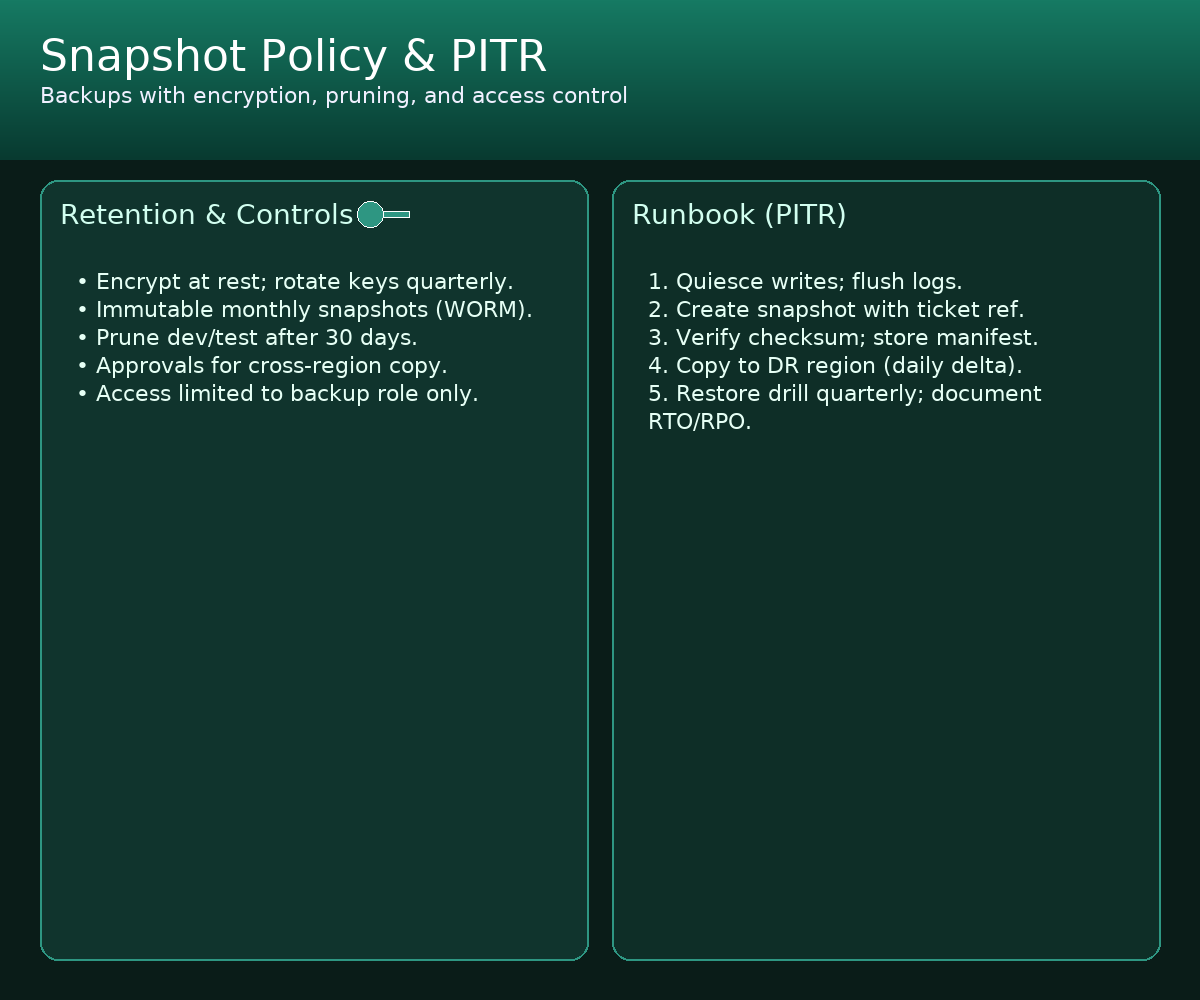 Snapshot Policy & PITR
Backups with encryption, pruning, and access control
Retention & Controls
• Encrypt at rest; rotate keys quarterly.
• Immutable monthly snapshots (WORM).
• Prune dev/test after 30 days.
• Approvals for cross-region copy.
• Access limited to backup role only.
Runbook (PITR)
1. Quiesce writes; flush logs.
2. Create snapshot with ticket ref.
3. Verify checksum; store manifest.
4. Copy to DR region (daily delta).
5. Restore drill quarterly; document
RTO/RPO.